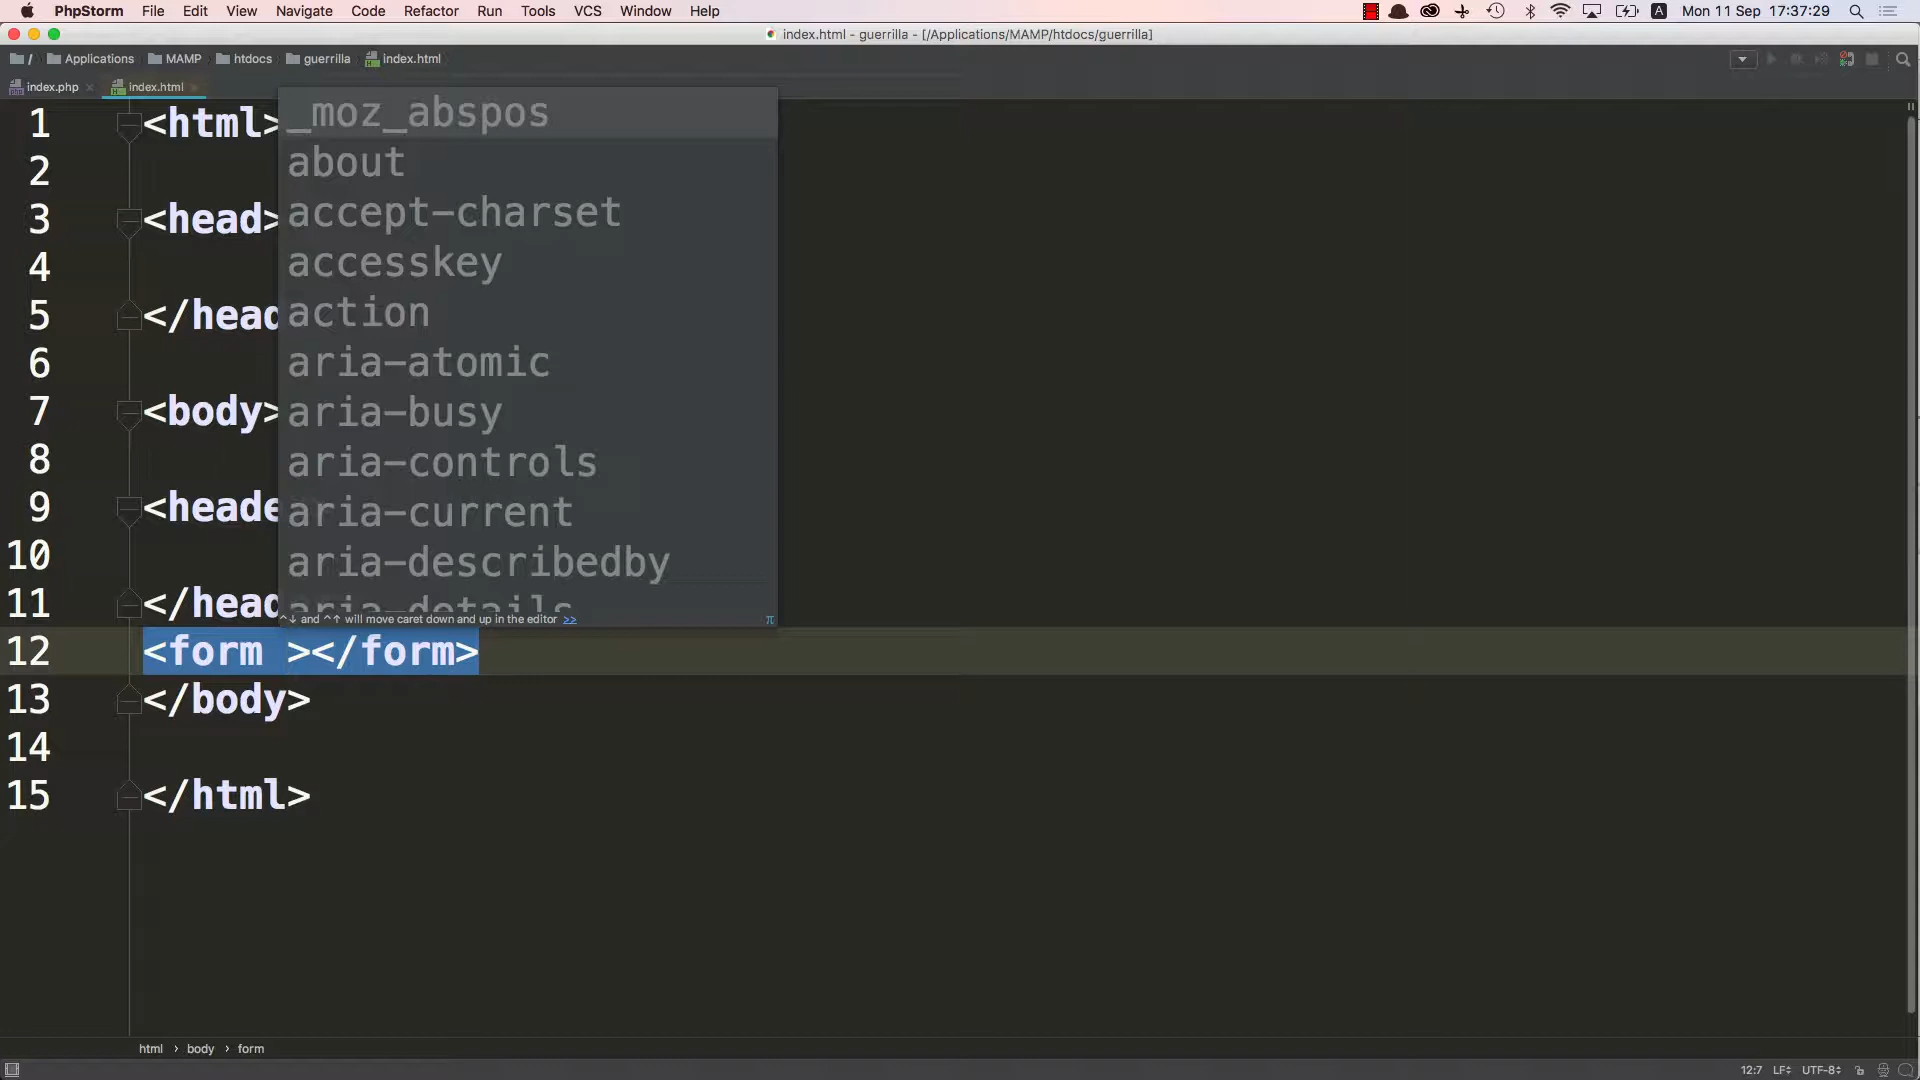 PhpStorm File Edit View Navigate Code Refactor Run Tools VCS Window Help A Mon 11 Sep 17:37:29
index.html - guerrilla - [/Applications/MAMP/htdocs/guerrilla]
/ Applications MAMP htdocs guerrilla index.html
index.php index.html
1 <html>
2
3 <head>
4
5 </head
6
7 <body>
8
9 <heade
10
11 </head
12 <form ></form>
13 </body>
14
15 </html>
_moz_abspos
about
accept-charset
accesskey
action
aria-atomic
aria-busy
aria-controls
aria-current
aria-describedby
aria-details
^↓ and ^↑ will move caret down and up in the editor >> π
html › body › form
12:7 LF÷ UTF-8÷